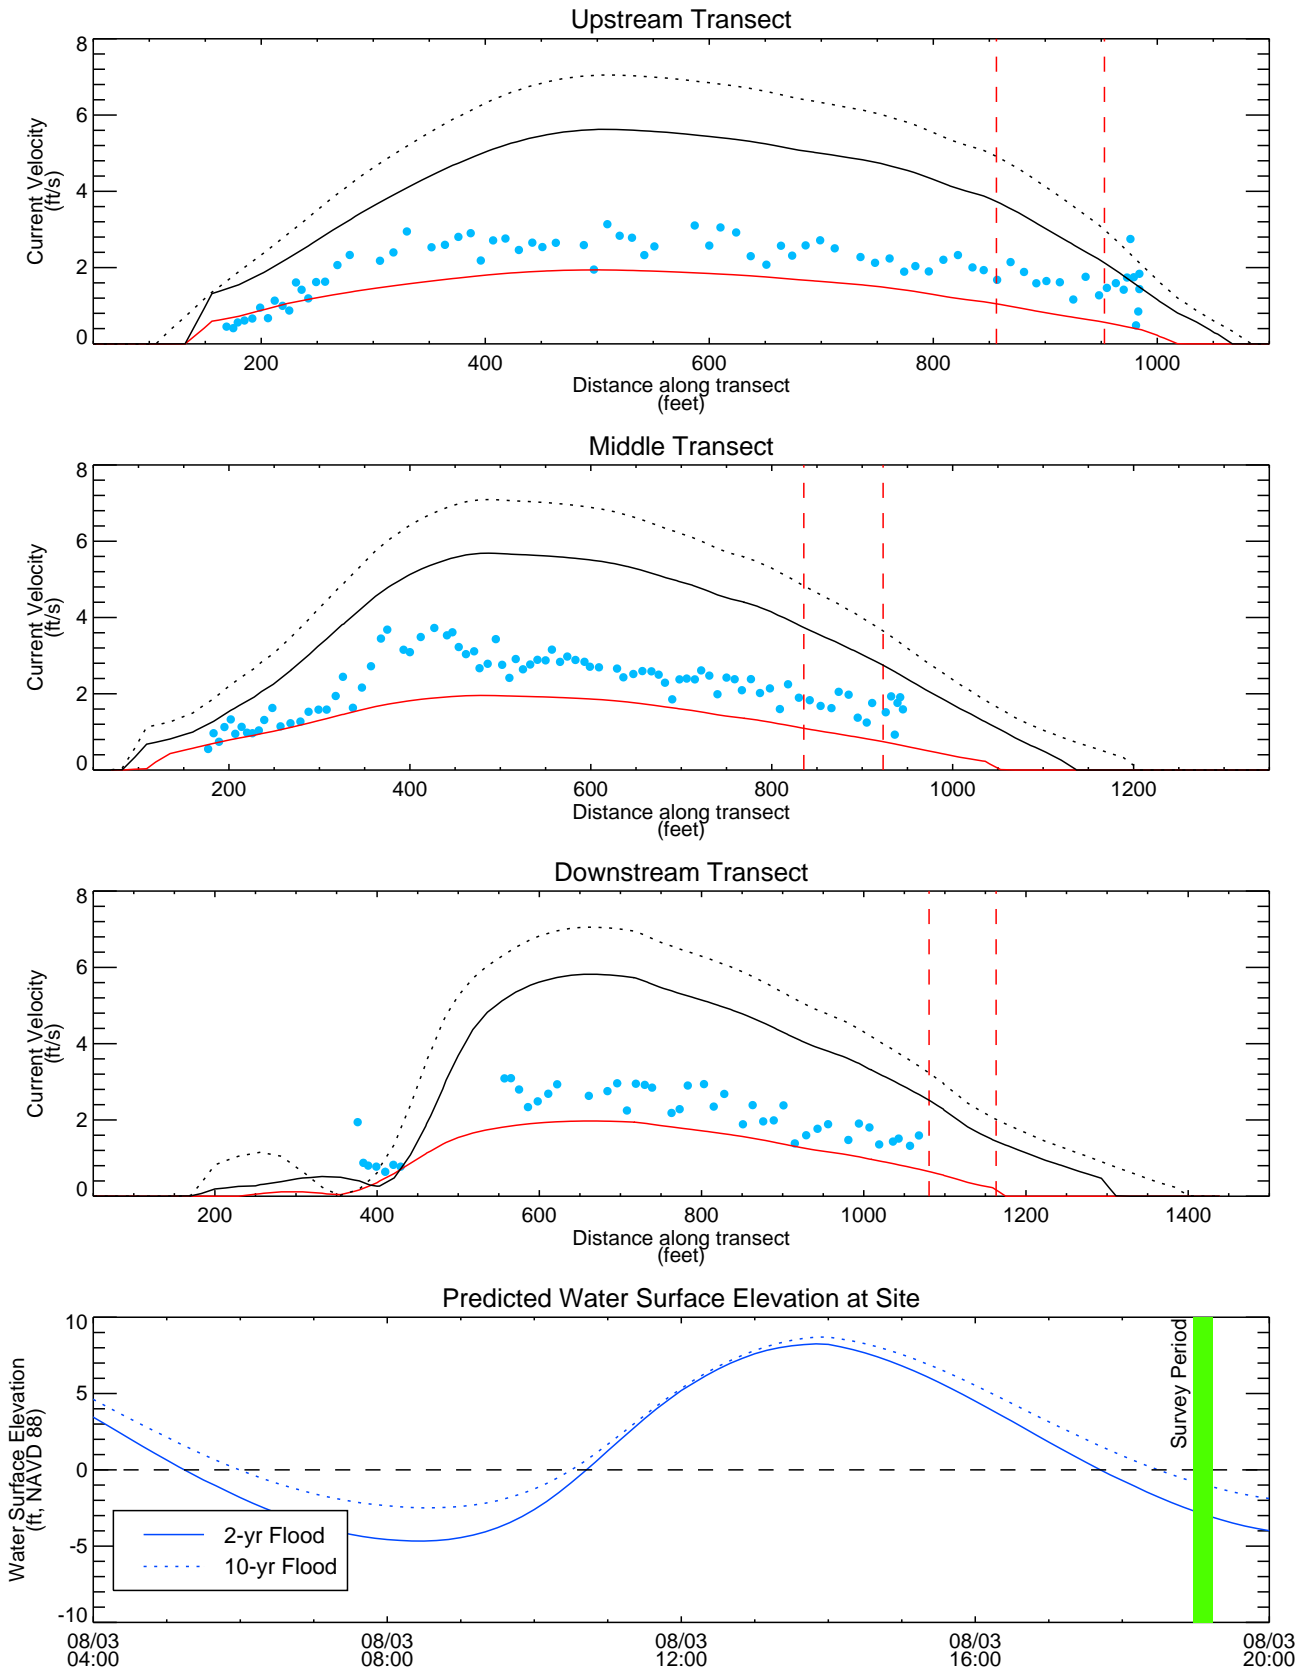 Upstream Transect
8
6
4
2
0
Current Velocity
(ft/s)
200 400 600 800 1000
Distance along transect
(feet)
Middle Transect
8
6
4
2
0
Current Velocity
(ft/s)
200 400 600 800 1000 1200
Distance along transect
(feet)
Downstream Transect
8
6
4
2
0
Current Velocity
(ft/s)
200 400 600 800 1000 1200 1400
Distance along transect
(feet)
Predicted Water Surface Elevation at Site
10
5
0
-5
-10
Water Surface Elevation
(ft, NAVD 88)
Survey Period
2-yr Flood
10-yr Flood
08/03 08/03 08/03 08/03 08/03
04:00 08:00 12:00 16:00 20:00